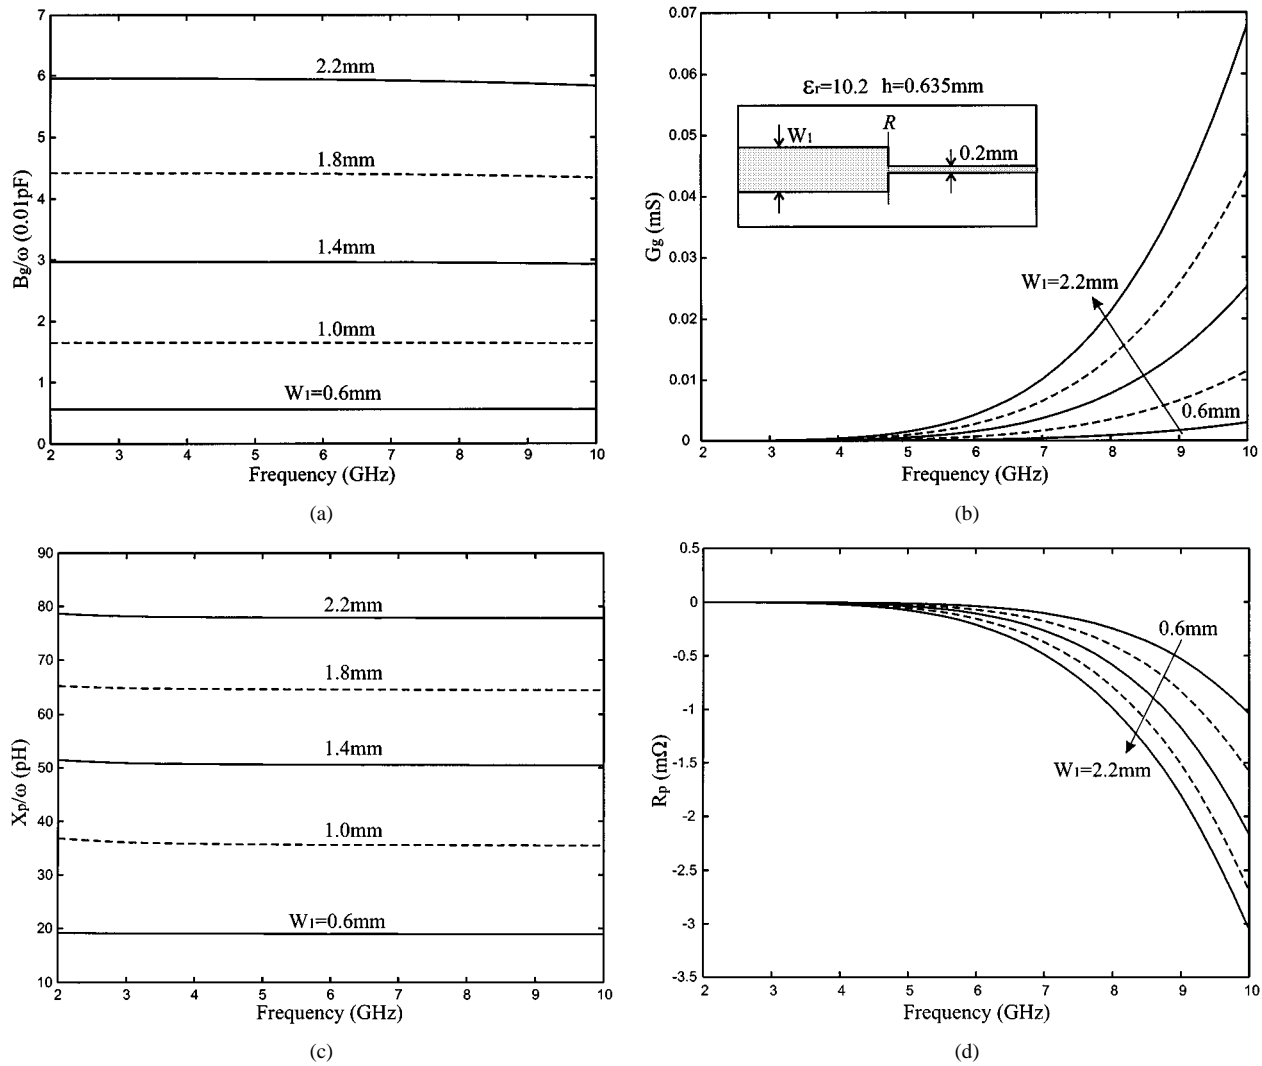 7
6
5
4
3
2
1
0
Bg/ω (0.01pF)
2.2mm
1.8mm
1.4mm
1.0mm
W1=0.6mm
2 3 4 5 6 7 8 9 10
Frequency (GHz)
(a)
0.07
0.06
0.05
0.04
0.03
0.02
0.01
0
Gg (mS)
εr=10.2 h=0.635mm
W1
R
0.2mm
W1=2.2mm
0.6mm
2 3 4 5 6 7 8 9 10
Frequency (GHz)
(b)
90
80
70
60
50
40
30
20
10
Xp/ω (pH)
2.2mm
1.8mm
1.4mm
1.0mm
W1=0.6mm
2 3 4 5 6 7 8 9 10
Frequency (GHz)
(c)
0.5
0
-0.5
-1
-1.5
-2
-2.5
-3
-3.5
Rp (mΩ)
0.6mm
W1=2.2mm
2 3 4 5 6 7 8 9 10
Frequency (GHz)
(d)